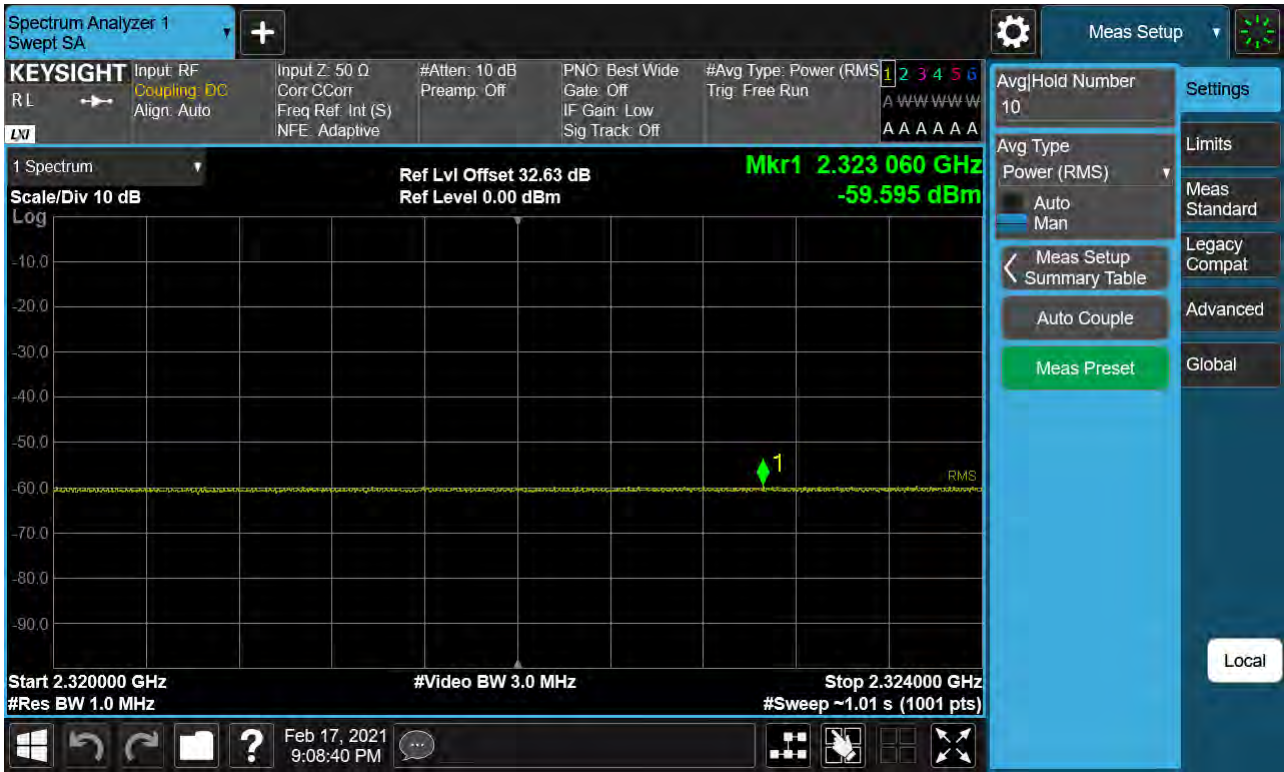 Spectrum Analyzer 1
Swept SA
+
Meas Setup
KEYSIGHT
RL
LXI
Input: RF
Coupling: DC
Align: Auto
Input Z: 50 Ω
Corr CCorr
Freq Ref: Int (S)
NFE: Adaptive
#Atten: 10 dB
Preamp: Off
PNO: Best Wide
Gate: Off
IF Gain: Low
Sig Track: Off
#Avg Type: Power (RMS
Trig: Free Run
1 2 3 4 5 6
A W W W W W
A A A A A A
1 Spectrum
Scale/Div 10 dB
Log
Ref Lvl Offset 32.63 dB
Ref Level 0.00 dBm
Mkr1 2.323 060 GHz
-59.595 dBm
-10.0
-20.0
-30.0
-40.0
-50.0
-60.0
-70.0
-80.0
-90.0
1
RMS
Start 2.320000 GHz
#Res BW 1.0 MHz
#Video BW 3.0 MHz
Stop 2.324000 GHz
#Sweep ~1.01 s (1001 pts)
Avg|Hold Number
10
Avg Type
Power (RMS)
Auto
Man
Meas Setup
Summary Table
Auto Couple
Meas Preset
Settings
Limits
Meas
Standard
Legacy
Compat
Advanced
Global
Local
?
Feb 17, 2021
9:08:40 PM